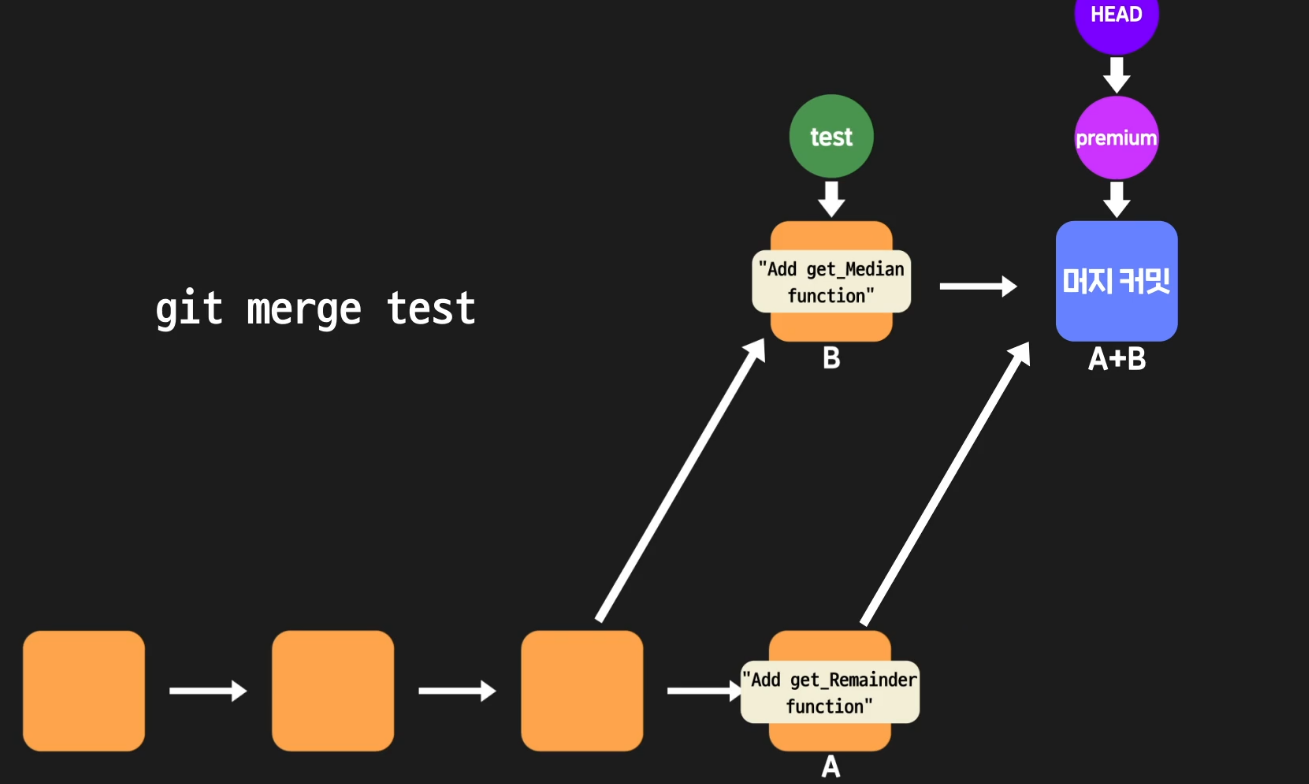 HEAD
test
premium
"Add get_Median
function"
머지 커밋
git merge test
B
A+B
"Add get_Remainder
function"
A